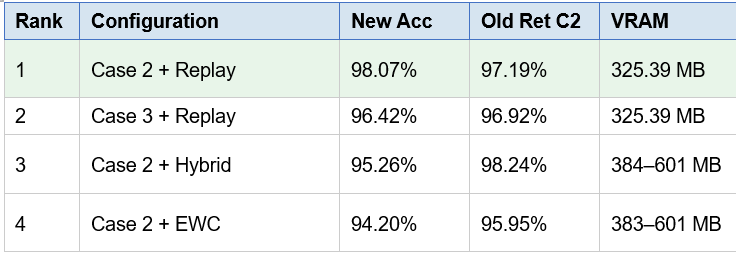 Rank Configuration New Acc Old Ret C2 VRAM
1 Case 2 + Replay 98.07% 97.19% 325.39 MB
2 Case 3 + Replay 96.42% 96.92% 325.39 MB
3 Case 2 + Hybrid 95.26% 98.24% 384–601 MB
4 Case 2 + EWC 94.20% 95.95% 383–601 MB